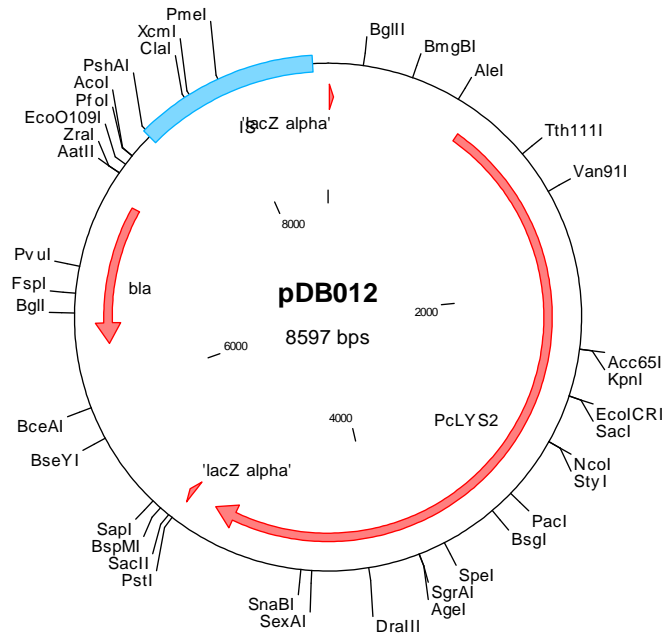 PmeI
XcmI
ClaI
PshAI
AcoI
PfoI
EcoO109I
ZraI
AatII
BglII
BmgBI
AleI
Tth111I
Van91I
IS
'lacZ alpha'
8000
PvuI
FspI
BglI
bla
pDB012
8597 bps
2000
6000
4000
Acc65I
KpnI
EcoICRI
SacI
PcLYS2
NcoI
StyI
BceAI
BseYI
'lacZ alpha'
PacI
BsgI
SapI
BspMI
SacII
PstI
SpeI
SgrAI
AgeI
SnaBI
SexAI
DraIII